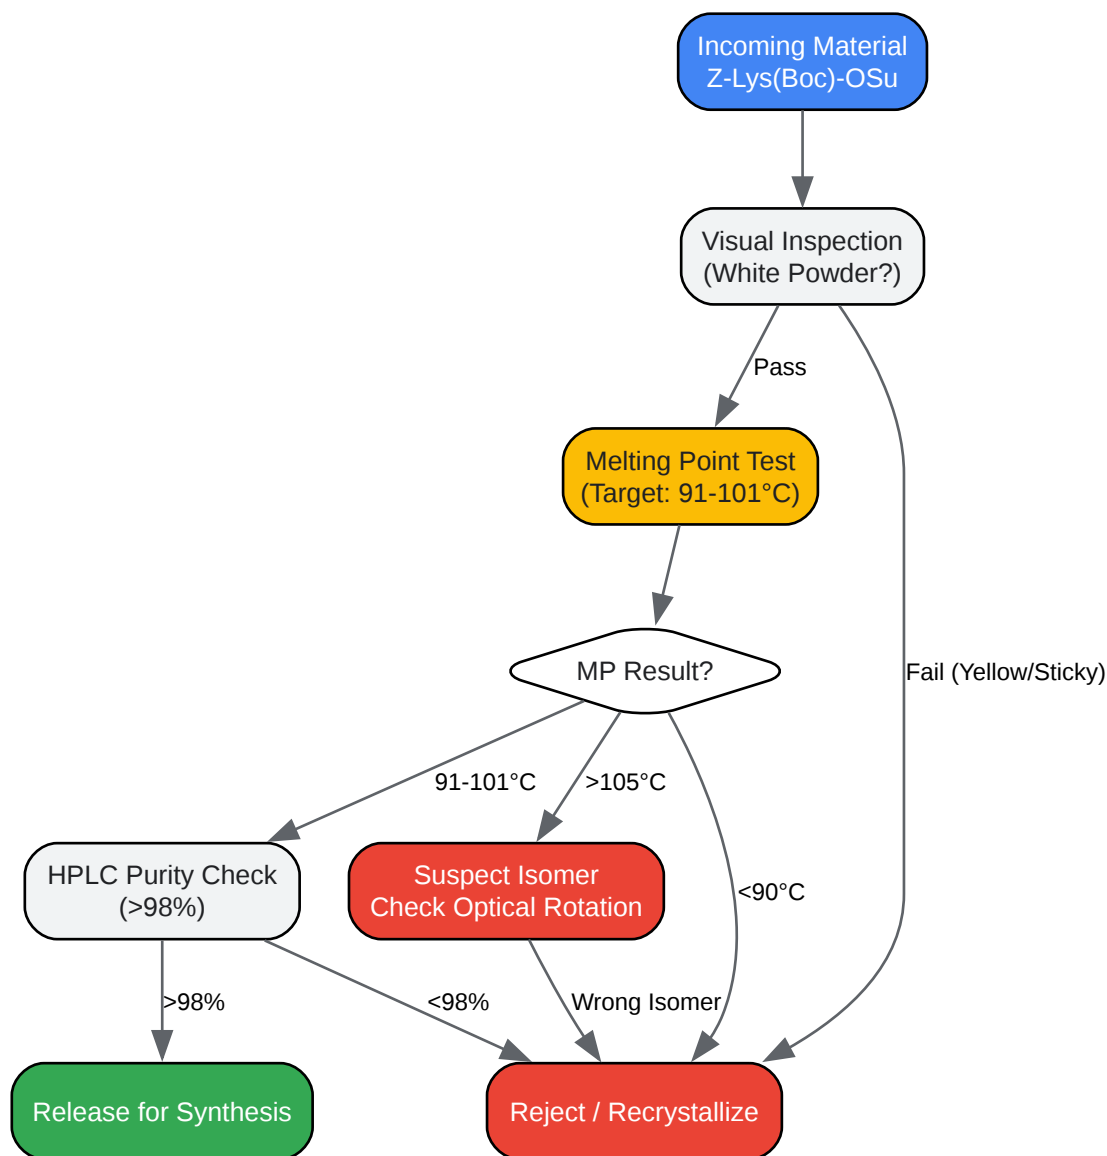 Incoming Material
Z-Lys(Boc)-OSu
Visual Inspection
(White Powder?)
Pass
Melting Point Test
(Target: 91-101°C)
MP Result?
Fail (Yellow/Sticky)
91-101°C
>105°C
<90°C
HPLC Purity Check
(>98%)
Suspect Isomer
Check Optical Rotation
>98%
<98%
Wrong Isomer
Release for Synthesis
Reject / Recrystallize